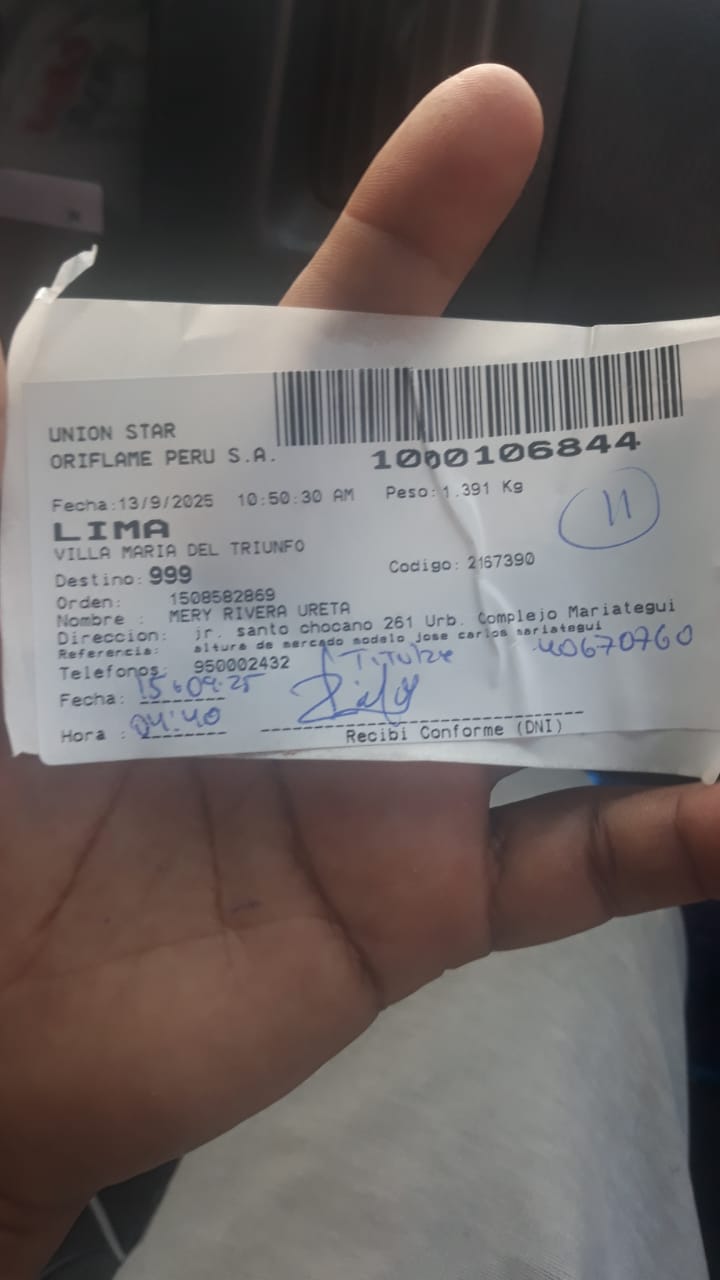 UNION STAR
ORIFLAME PERU S.A.
1000106844
Fecha:13/9/2025 10:50:30 AM Peso:1.391 Kg
11
LIMA
VILLA MARIA DEL TRIUNFO
Destino:999 Codigo:2167390
Orden: 1508582869
Nombre : MERY RIVERA URETA
Direccion: jr. santo chocano 261 Urb. Complejo Mariategui
Referencia: altura de mercado modelo jose carlos mariategui
Telefonos: 950002432 Titular 40670760
Fecha: 15.09.25
Hora : 04:40
Recibi Conforme (DNI)